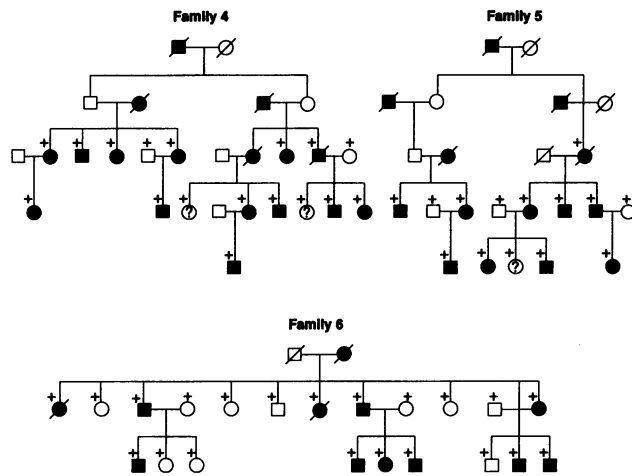 Family 4
Family 5
+ + + + + + + + +
+
+ + + + + + +
? ?
+ + + + + + +
+ + + +
?
Family 6
+ + + + + + + + + + + +
+ + + + + + + + +